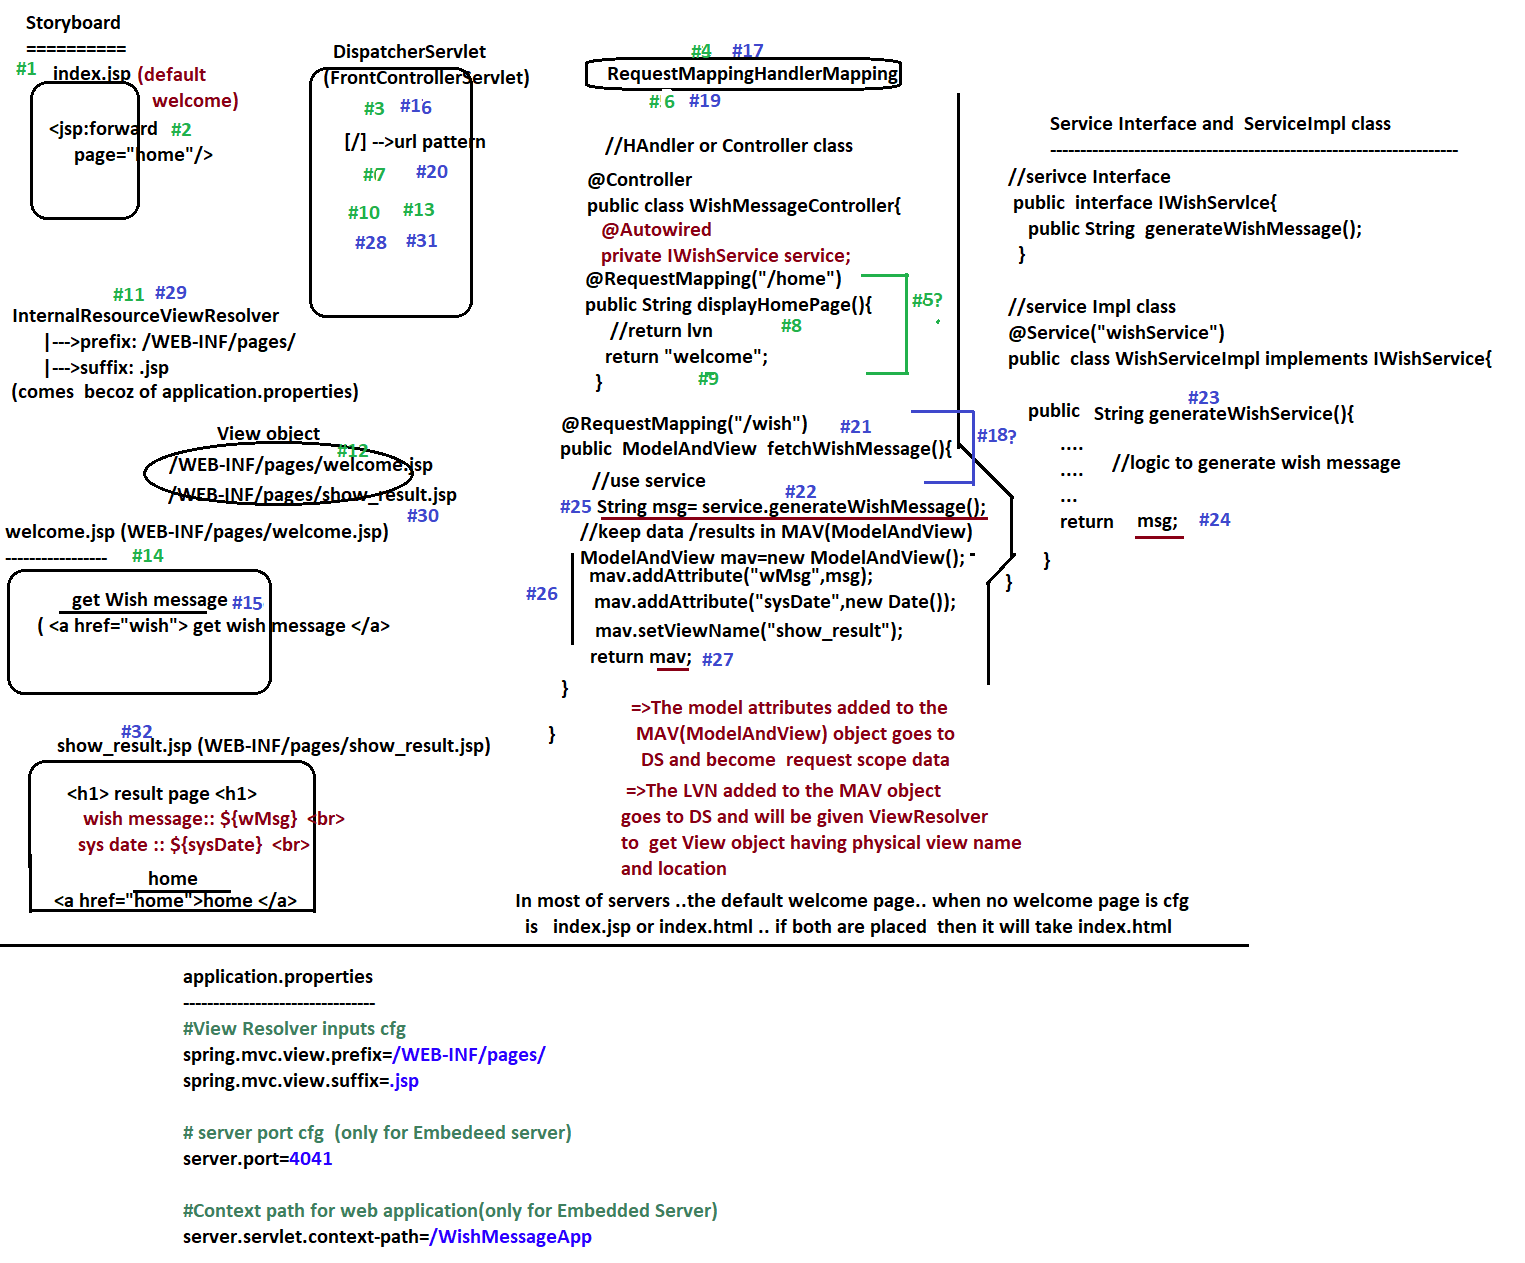 Storyboard
==========
#1 index.jsp (default
welcome)
<jsp:forward #2
page="home"/>
DispatcherServlet
(FrontControllerServlet)
#3 #16
[/] -->url pattern
#7 #20
#10 #13
#28 #31
#11 #29
InternalResourceViewResolver
|--->prefix: /WEB-INF/pages/
|--->suffix: .jsp
(comes becoz of application.properties)
View object
#12
/WEB-INF/pages/welcome.jsp
/WEB-INF/pages/show_result.jsp
#30
welcome.jsp (WEB-INF/pages/welcome.jsp)
----------------- #14
get Wish message #15
( <a href="wish"> get wish message </a>
#32
show_result.jsp (WEB-INF/pages/show_result.jsp)
<h1> result page <h1>
wish message:: ${wMsg} <br>
sys date :: ${sysDate} <br>
home
<a href="home">home </a>
#4 #17
RequestMappingHandlerMapping
#6 #19
//HAndler or Controller class
@Controller
public class WishMessageController{
@Autowired
private IWishService service;
@RequestMapping("/home")
public String displayHomePage(){ #5?
//return lvn #8
return "welcome";
} #9
@RequestMapping("/wish") #21
public ModelAndView fetchWishMessage(){ #18?
//use service
#22
#25 String msg= service.generateWishMessage();
//keep data /results in MAV(ModelAndView)
ModelAndView mav=new ModelAndView();
mav.addAttribute("wMsg",msg);
#26 mav.addAttribute("sysDate",new Date());
mav.setViewName("show_result");
return mav; #27
}
}
=>The model attributes added to the
MAV(ModelAndView) object goes to
DS and become request scope data
=>The LVN added to the MAV object
goes to DS and will be given ViewResolver
to get View object having physical view name
and location
In most of servers ..the default welcome page.. when no welcome page is cfg
is index.jsp or index.html .. if both are placed then it will take index.html
Service Interface and ServiceImpl class
--------------------------------------------------------------------
//serivce Interface
public interface IWishServIce{
public String generateWishMessage();
}
//service Impl class
@Service("wishService")
public class WishServiceImpl implements IWishService{
#23
public String generateWishService(){
....
.... //logic to generate wish message
...
return msg; #24
}
}
application.properties
--------------------------------
#View Resolver inputs cfg
spring.mvc.view.prefix=/WEB-INF/pages/
spring.mvc.view.suffix=.jsp
# server port cfg (only for Embedeed server)
server.port=4041
#Context path for web application(only for Embedded Server)
server.servlet.context-path=/WishMessageApp